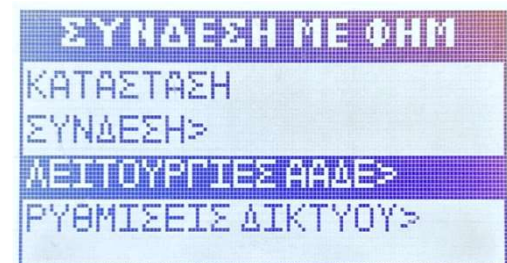 ΣΥΝΔΕΣΗ ΜΕ ΦΗΜ
ΚΑΤΑΣΤΑΣΗ
ΣΥΝΔΕΣΗ>
ΛΕΙΤΟΥΡΓΙΕΣ ΑΑΔΕ>
ΡΥΘΜΙΣΕΙΣ ΔΙΚΤΥΟΥ>